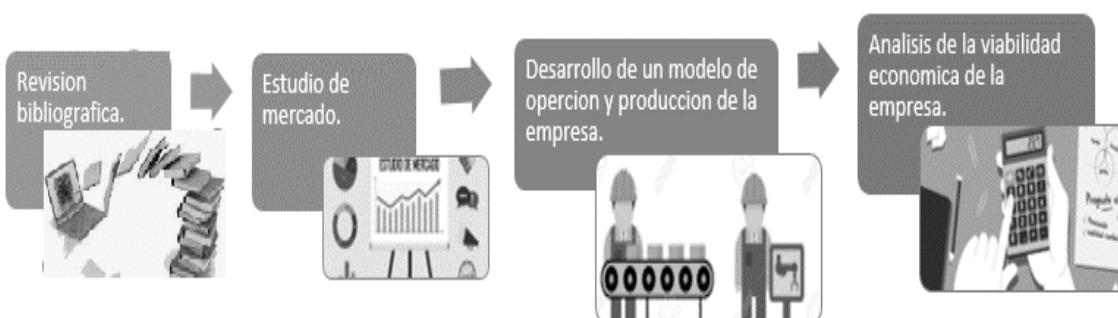 Revision
bibliografica.
Estudio de
mercado.
ESTUDIO DE MERCADO
Desarrollo de un modelo de
opercion y produccion de la
empresa.
Analisis de la viabilidad
economica de la
empresa.